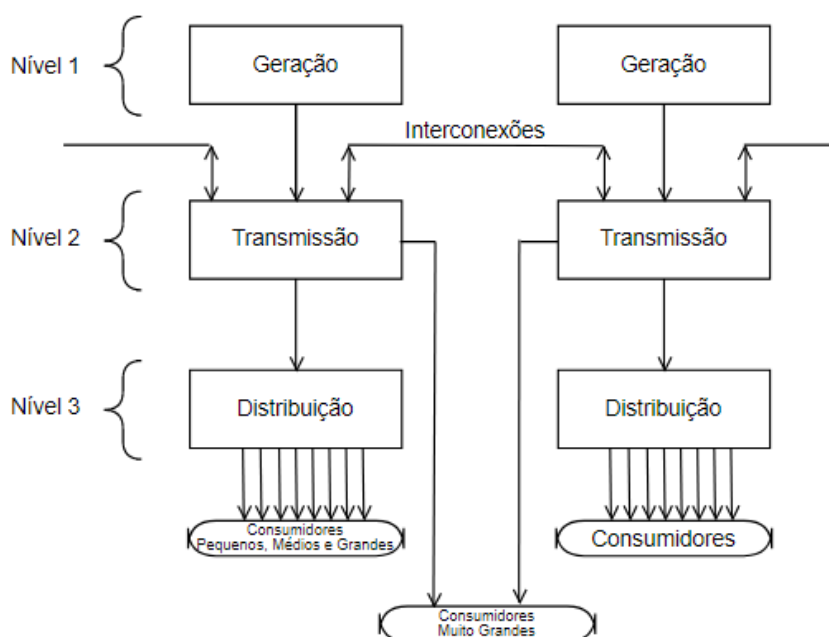 Nível 1
Geração
Geração
Interconexões
Nível 2
Transmissão
Transmissão
Nível 3
Distribuição
Distribuição
Consumidores
Pequenos, Médios e Grandes
Consumidores
Consumidores
Muito Grandes